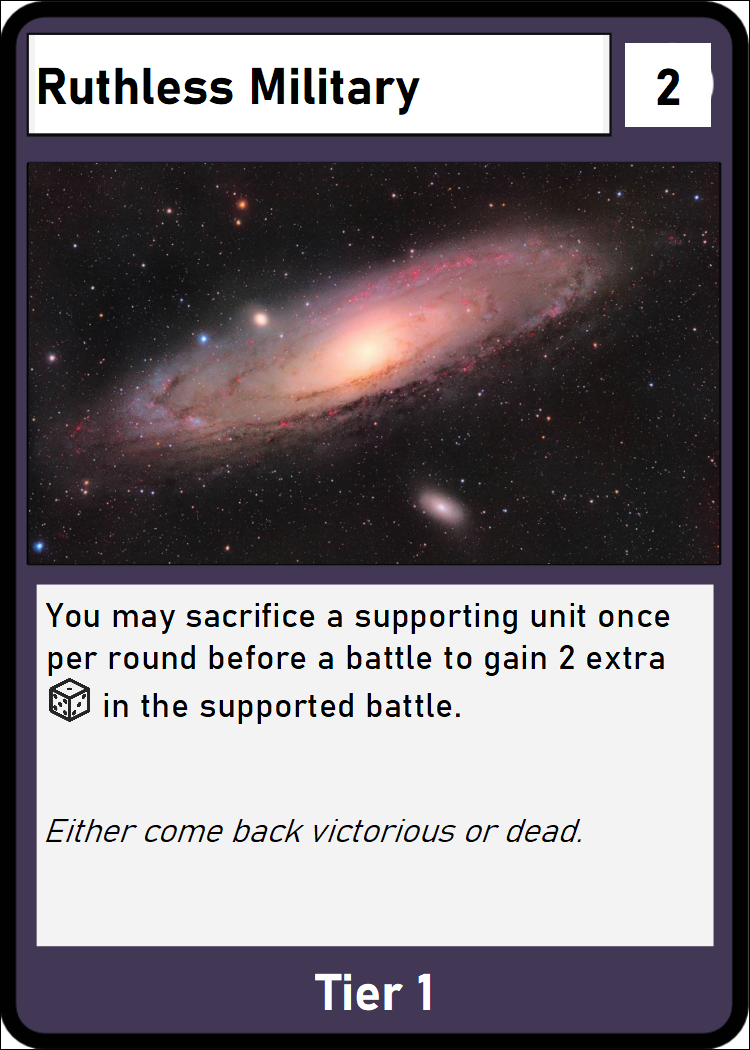 Ruthless Military
2
You may sacrifice a supporting unit once
per round before a battle to gain 2 extra
in the supported battle.
Either come back victorious or dead.
Tier 1